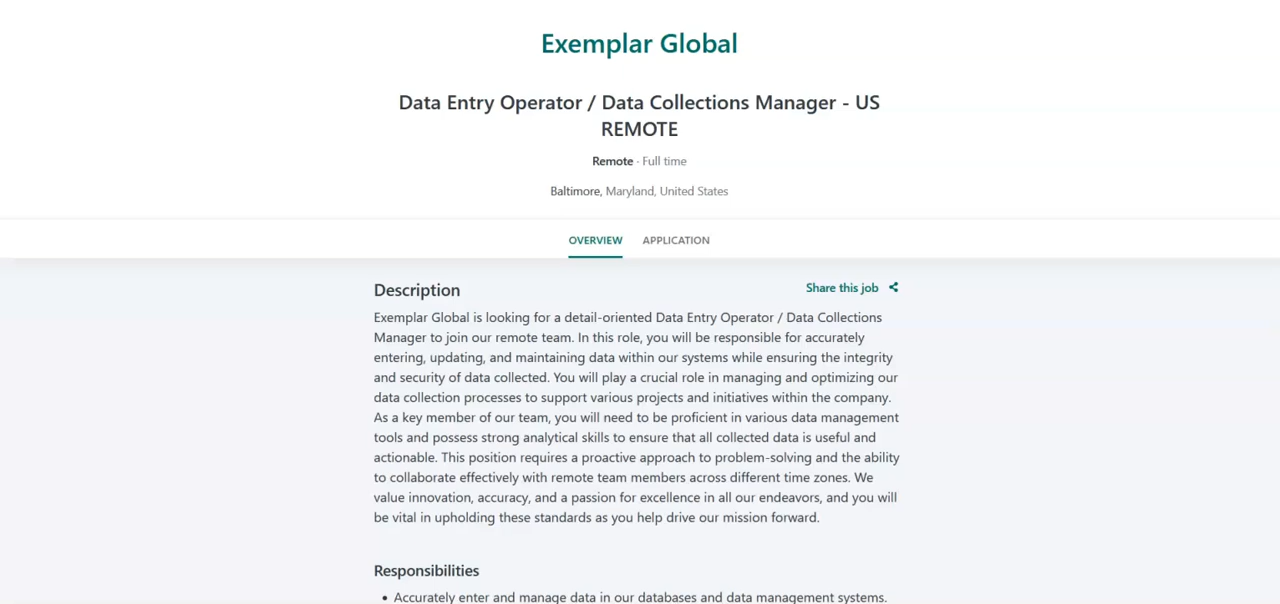 Exemplar Global
Data Entry Operator / Data Collections Manager - US
REMOTE
Remote · Full time
Baltimore, Maryland, United States
OVERVIEW APPLICATION
Description
Share this job
Exemplar Global is looking for a detail-oriented Data Entry Operator / Data Collections
Manager to join our remote team. In this role, you will be responsible for accurately
entering, updating, and maintaining data within our systems while ensuring the integrity
and security of data collected. You will play a crucial role in managing and optimizing our
data collection processes to support various projects and initiatives within the company.
As a key member of our team, you will need to be proficient in various data management
tools and possess strong analytical skills to ensure that all collected data is useful and
actionable. This position requires a proactive approach to problem-solving and the ability
to collaborate effectively with remote team members across different time zones. We
value innovation, accuracy, and a passion for excellence in all our endeavors, and you will
be vital in upholding these standards as you help drive our mission forward.
Responsibilities
• Accurately enter and manage data in our databases and data management systems.